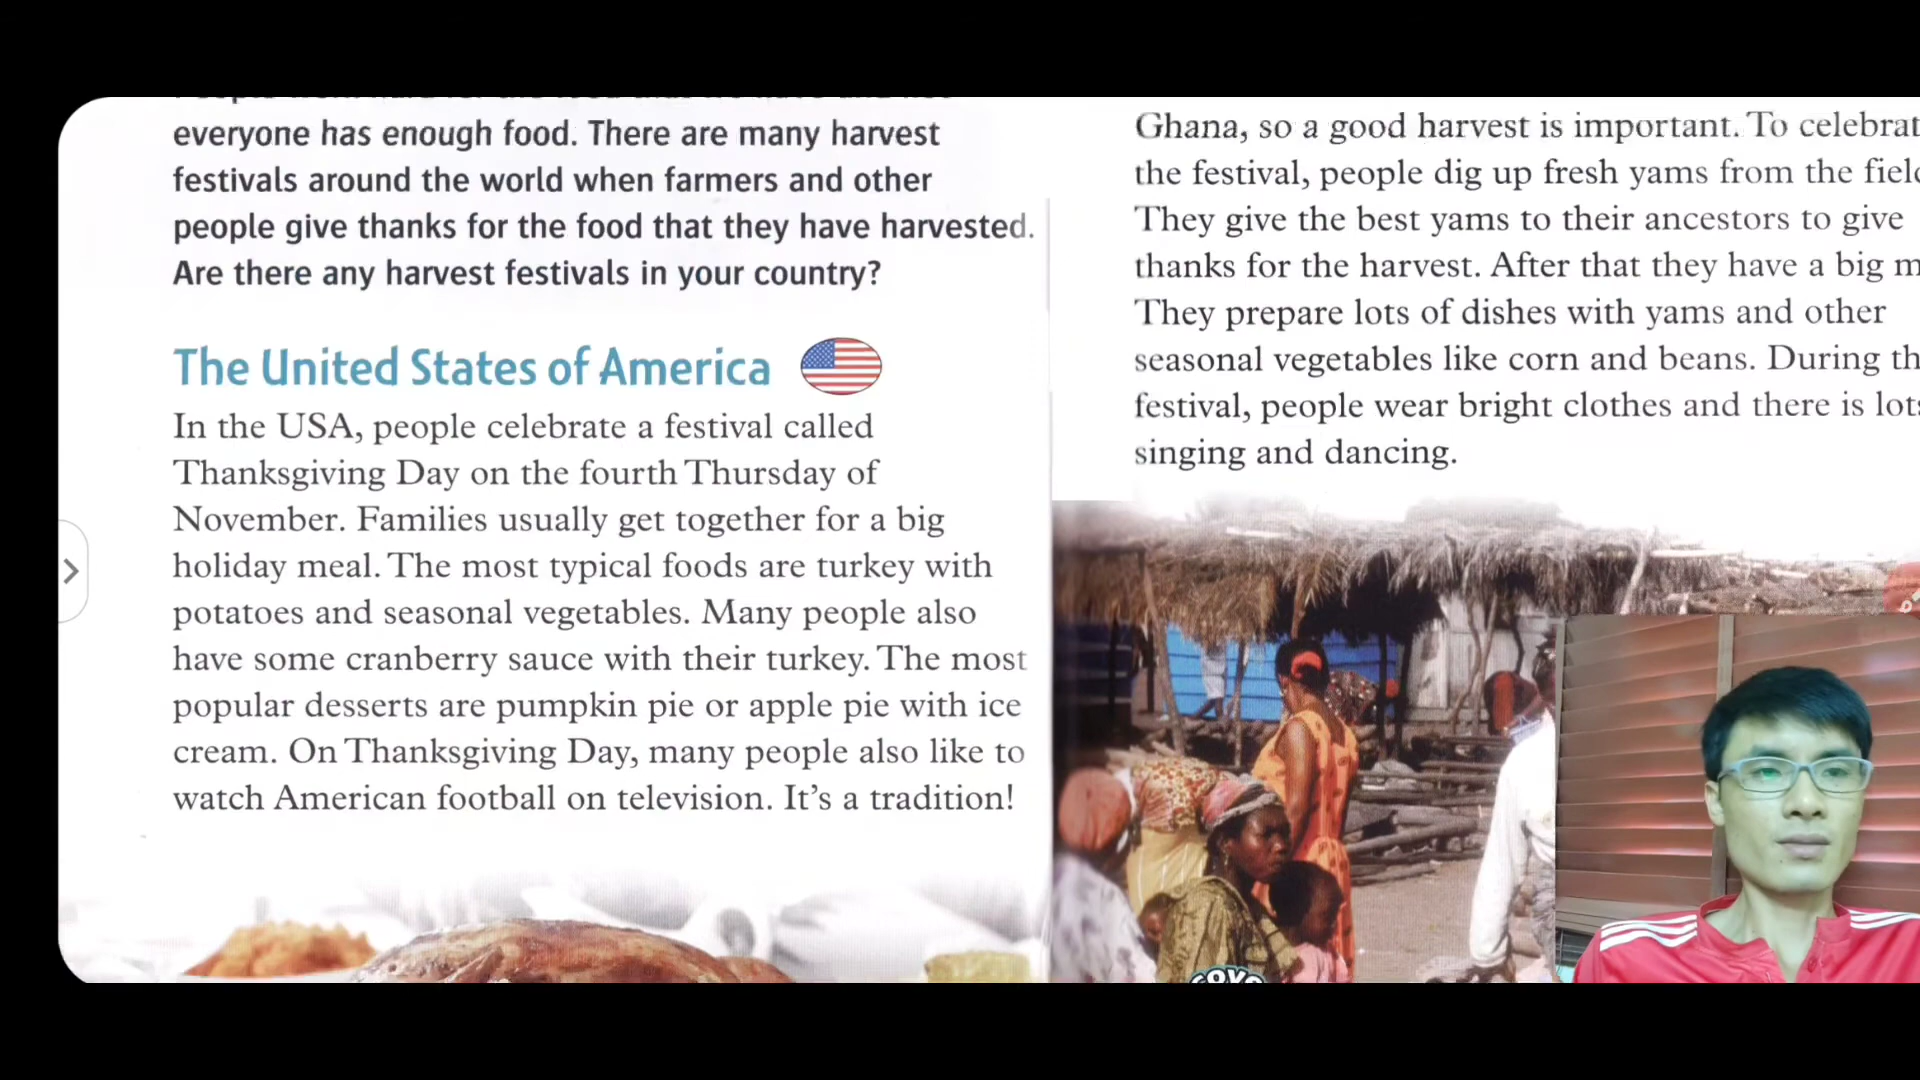 everyone has enough food. There are many harvest
festivals around the world when farmers and other
people give thanks for the food that they have harvested.
Are there any harvest festivals in your country?
The United States of America
In the USA, people celebrate a festival called
Thanksgiving Day on the fourth Thursday of
November. Families usually get together for a big
holiday meal. The most typical foods are turkey with
potatoes and seasonal vegetables. Many people also
have some cranberry sauce with their turkey. The most
popular desserts are pumpkin pie or apple pie with ice
cream. On Thanksgiving Day, many people also like to
watch American football on television. It's a tradition!
Ghana, so a good harvest is important. To celebrat
the festival, people dig up fresh yams from the field
They give the best yams to their ancestors to give
thanks for the harvest. After that they have a big m
They prepare lots of dishes with yams and other
seasonal vegetables like corn and beans. During th
festival, people wear bright clothes and there is lots
singing and dancing.